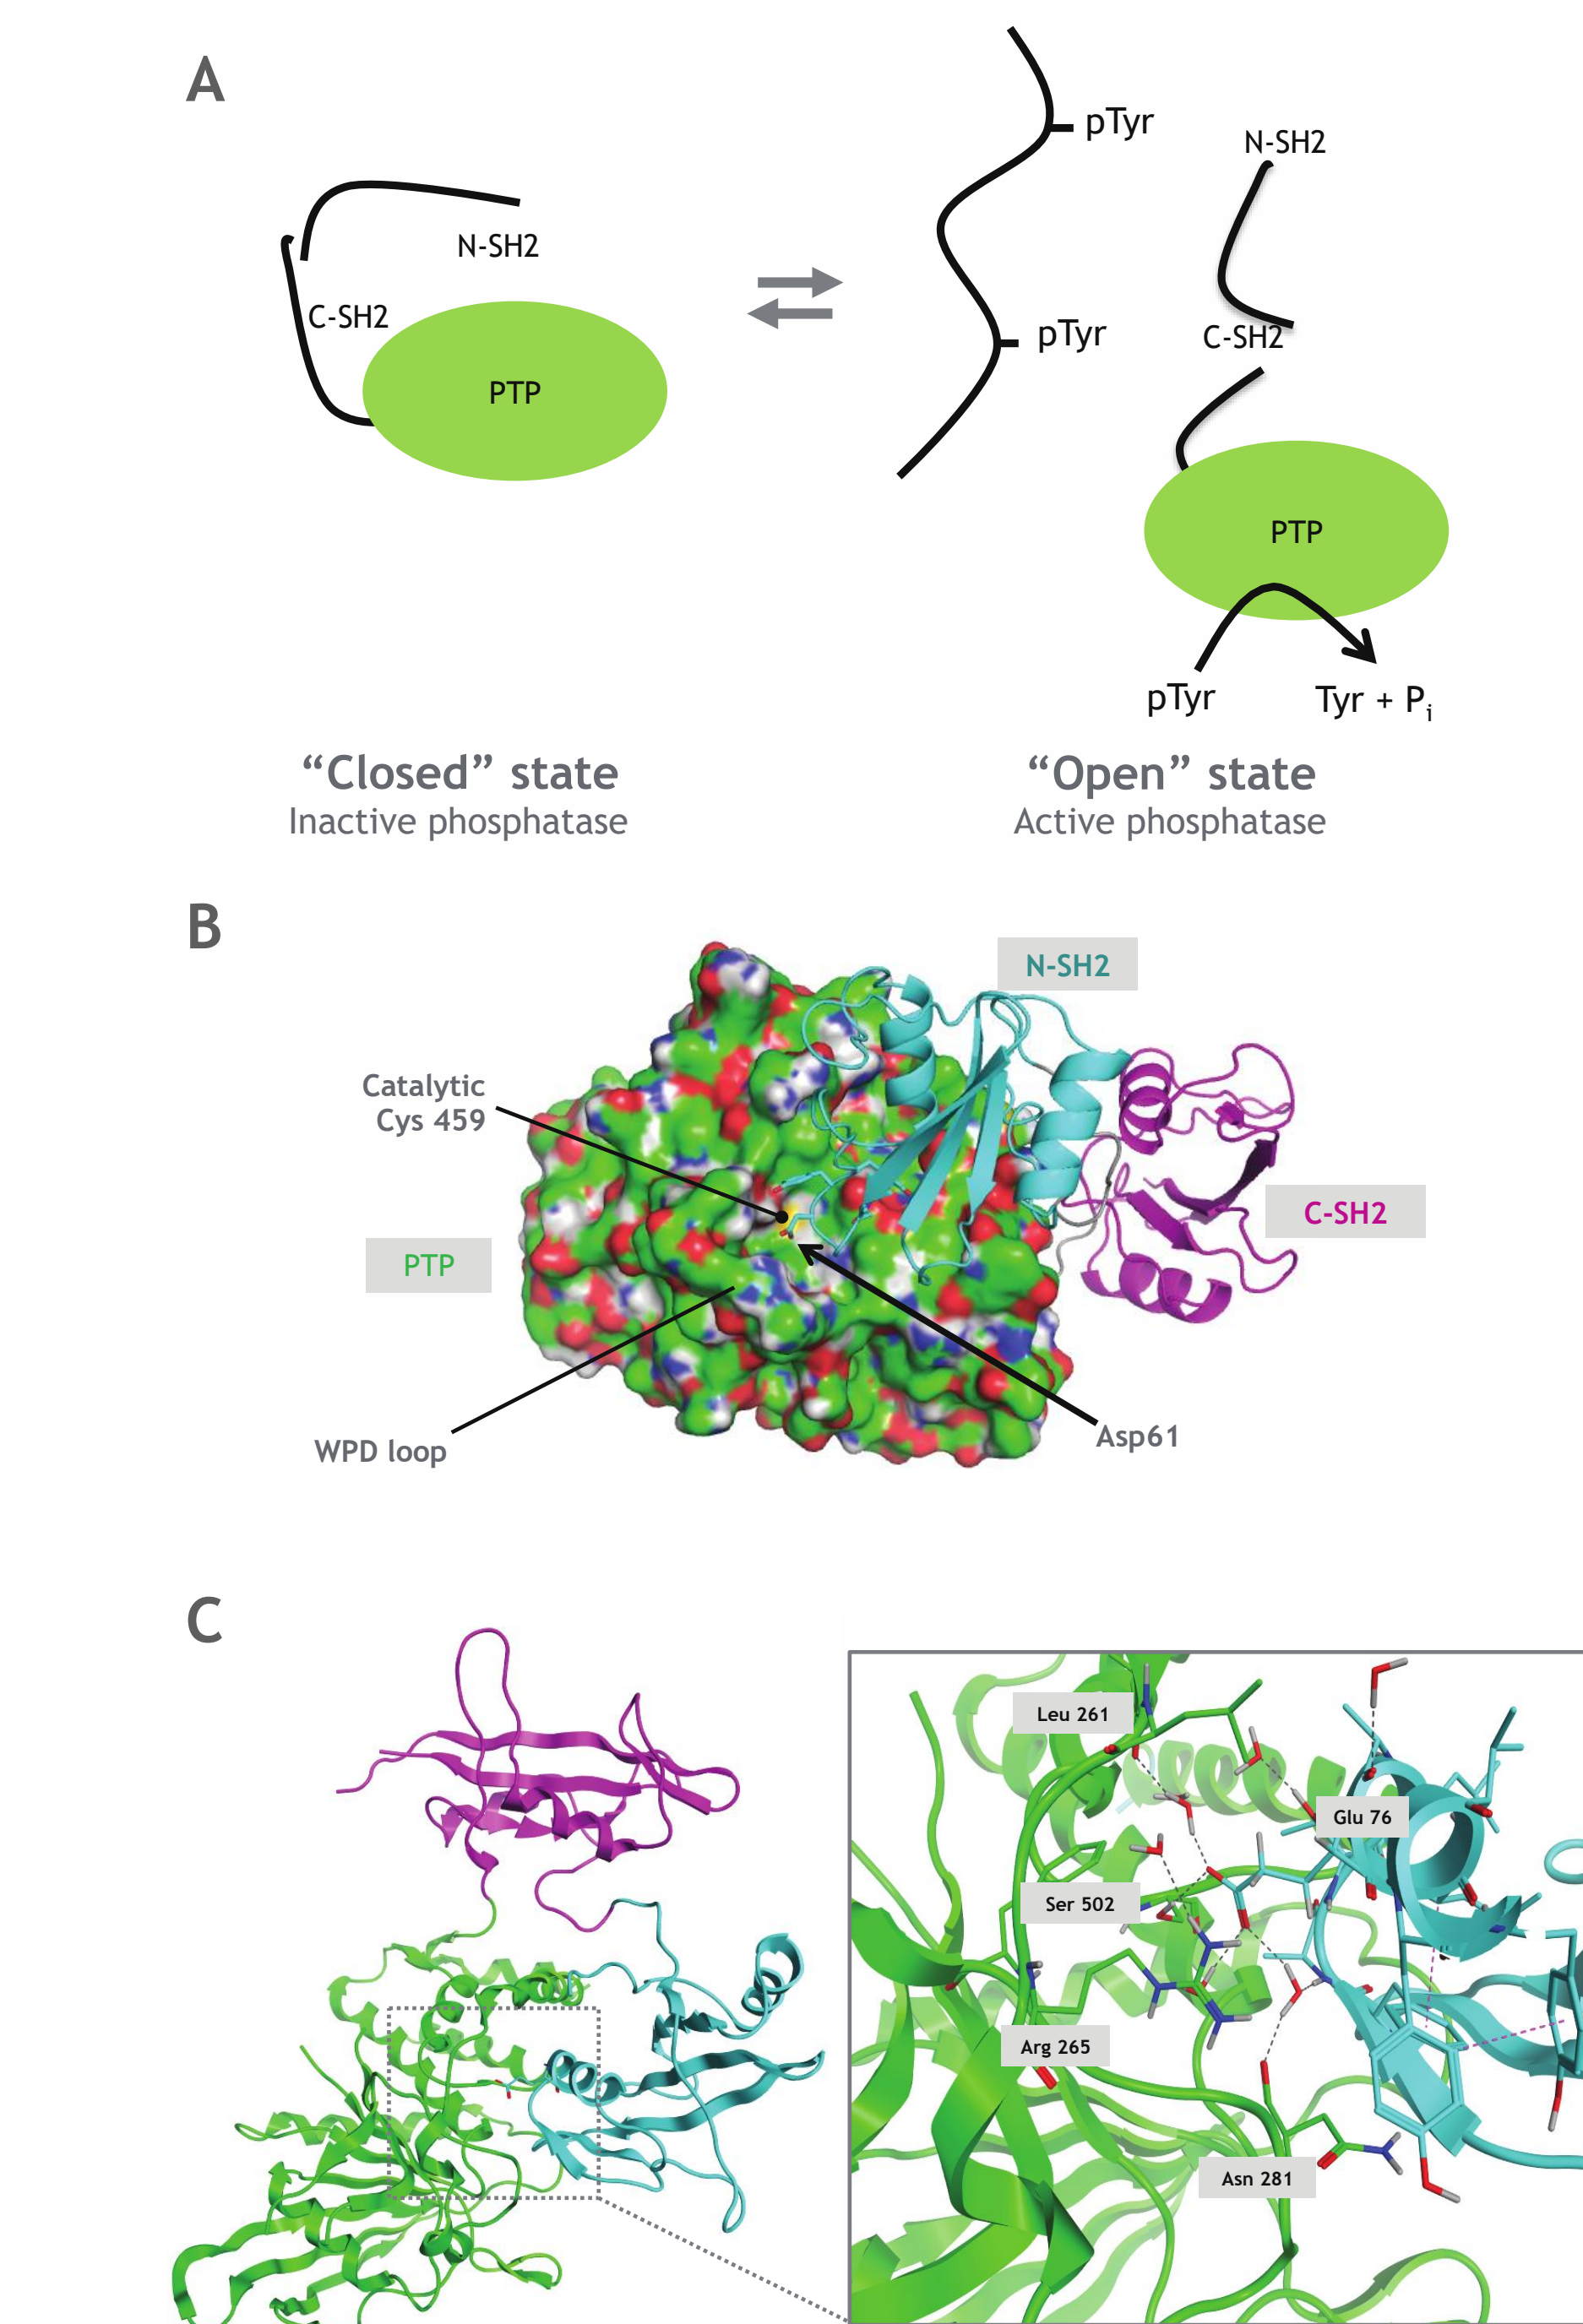 A
pTyr
N-SH2
N-SH2
C-SH2
pTyr
C-SH2
PTP
PTP
pTyr
Tyr + Pi
“Closed” state
Inactive phosphatase
“Open” state
Active phosphatase
B
N-SH2
Catalytic
Cys 459
C-SH2
PTP
WPD loop
Asp61
C
Leu 261
Glu 76
Ser 502
Arg 265
Asn 281